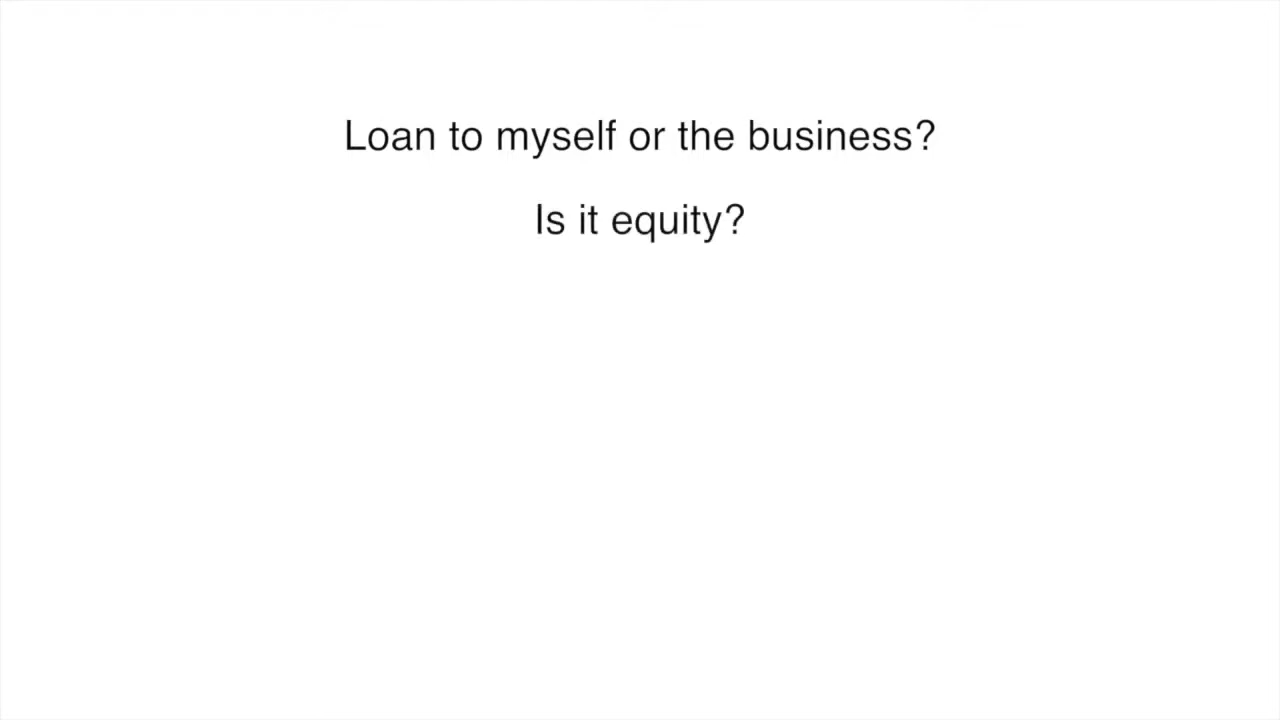 Loan to myself or the business?
Is it equity?